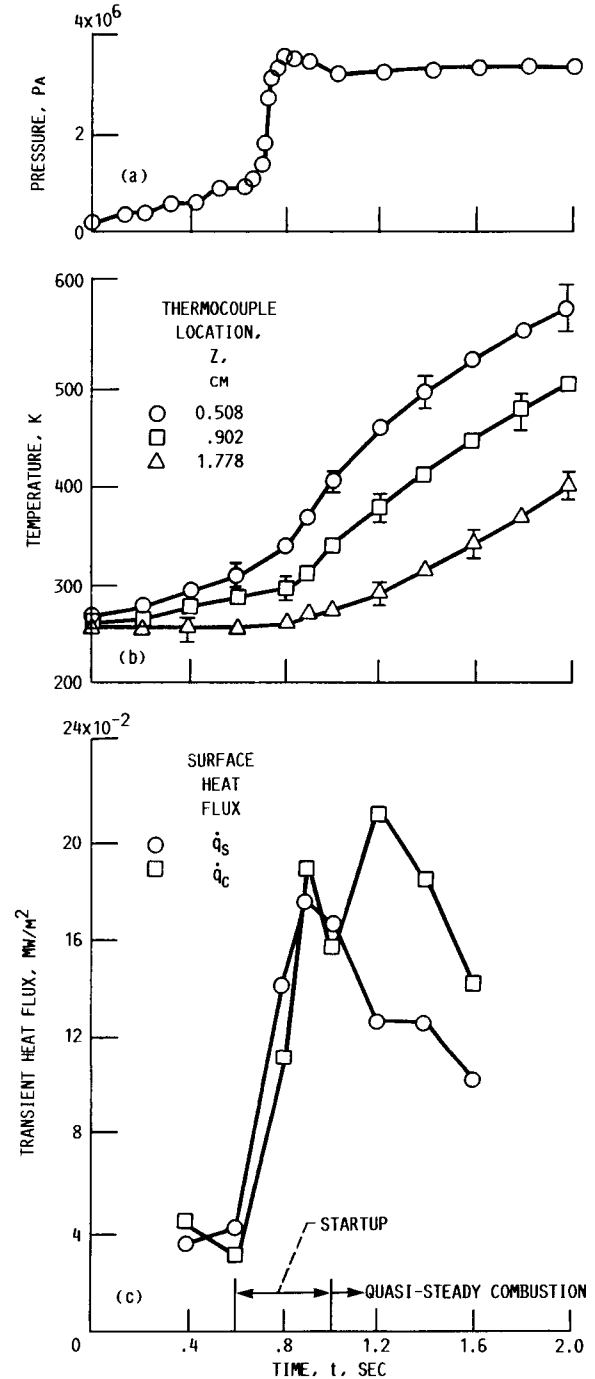 4x10^6
2
0
PRESSURE, PA
(a)
600
500
400
300
200
TEMPERATURE, K
THERMOCOUPLE
LOCATION,
Z,
CM
0.508
.902
1.778
(b)
24x10^-2
20
16
12
8
4
0
TRANSIENT HEAT FLUX, MW/M^2
SURFACE
HEAT
FLUX
q̇S
q̇C
STARTUP
QUASI-STEADY COMBUSTION
(c)
.4
.8
1.2
1.6
2.0
TIME, t, SEC